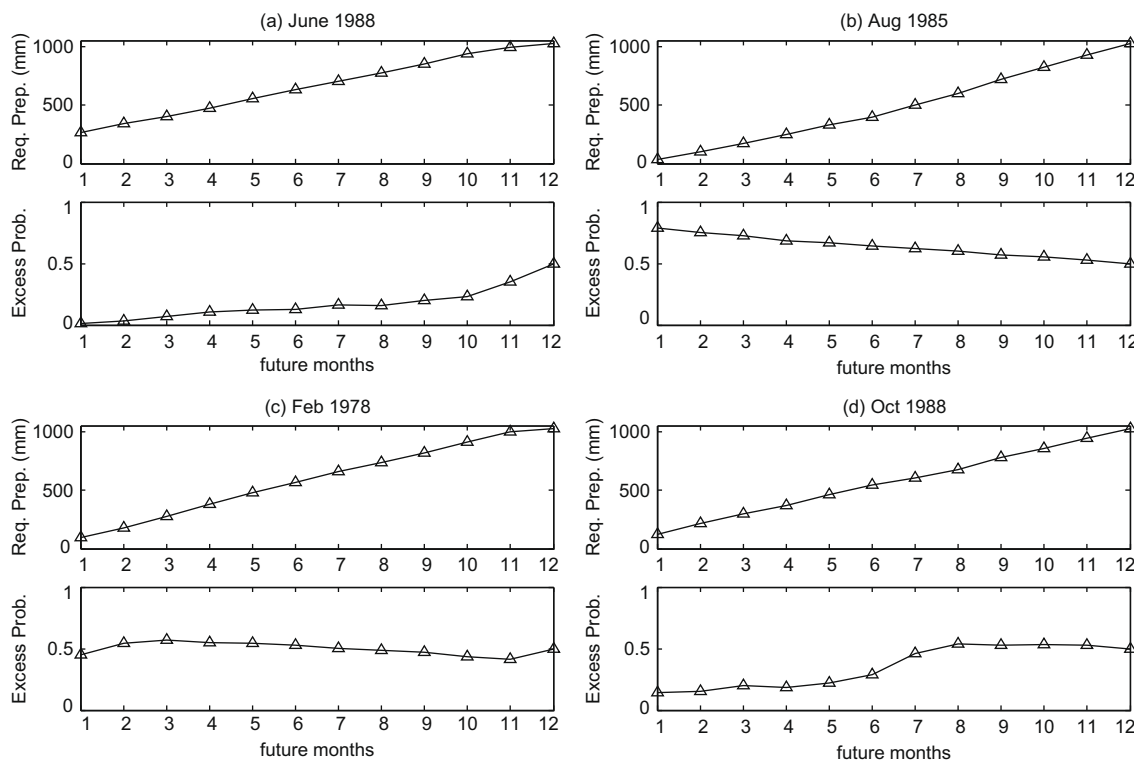 (a) June 1988
Req. Prep. (mm)
1000
500
0
1 2 3 4 5 6 7 8 9 10 11 12
Excess Prob.
1
0.5
0
1 2 3 4 5 6 7 8 9 10 11 12
future months
(b) Aug 1985
Req. Prep. (mm)
1000
500
0
1 2 3 4 5 6 7 8 9 10 11 12
Excess Prob.
1
0.5
0
1 2 3 4 5 6 7 8 9 10 11 12
future months
(c) Feb 1978
Req. Prep. (mm)
1000
500
0
1 2 3 4 5 6 7 8 9 10 11 12
Excess Prob.
1
0.5
0
1 2 3 4 5 6 7 8 9 10 11 12
future months
(d) Oct 1988
Req. Prep. (mm)
1000
500
0
1 2 3 4 5 6 7 8 9 10 11 12
Excess Prob.
1
0.5
0
1 2 3 4 5 6 7 8 9 10 11 12
future months